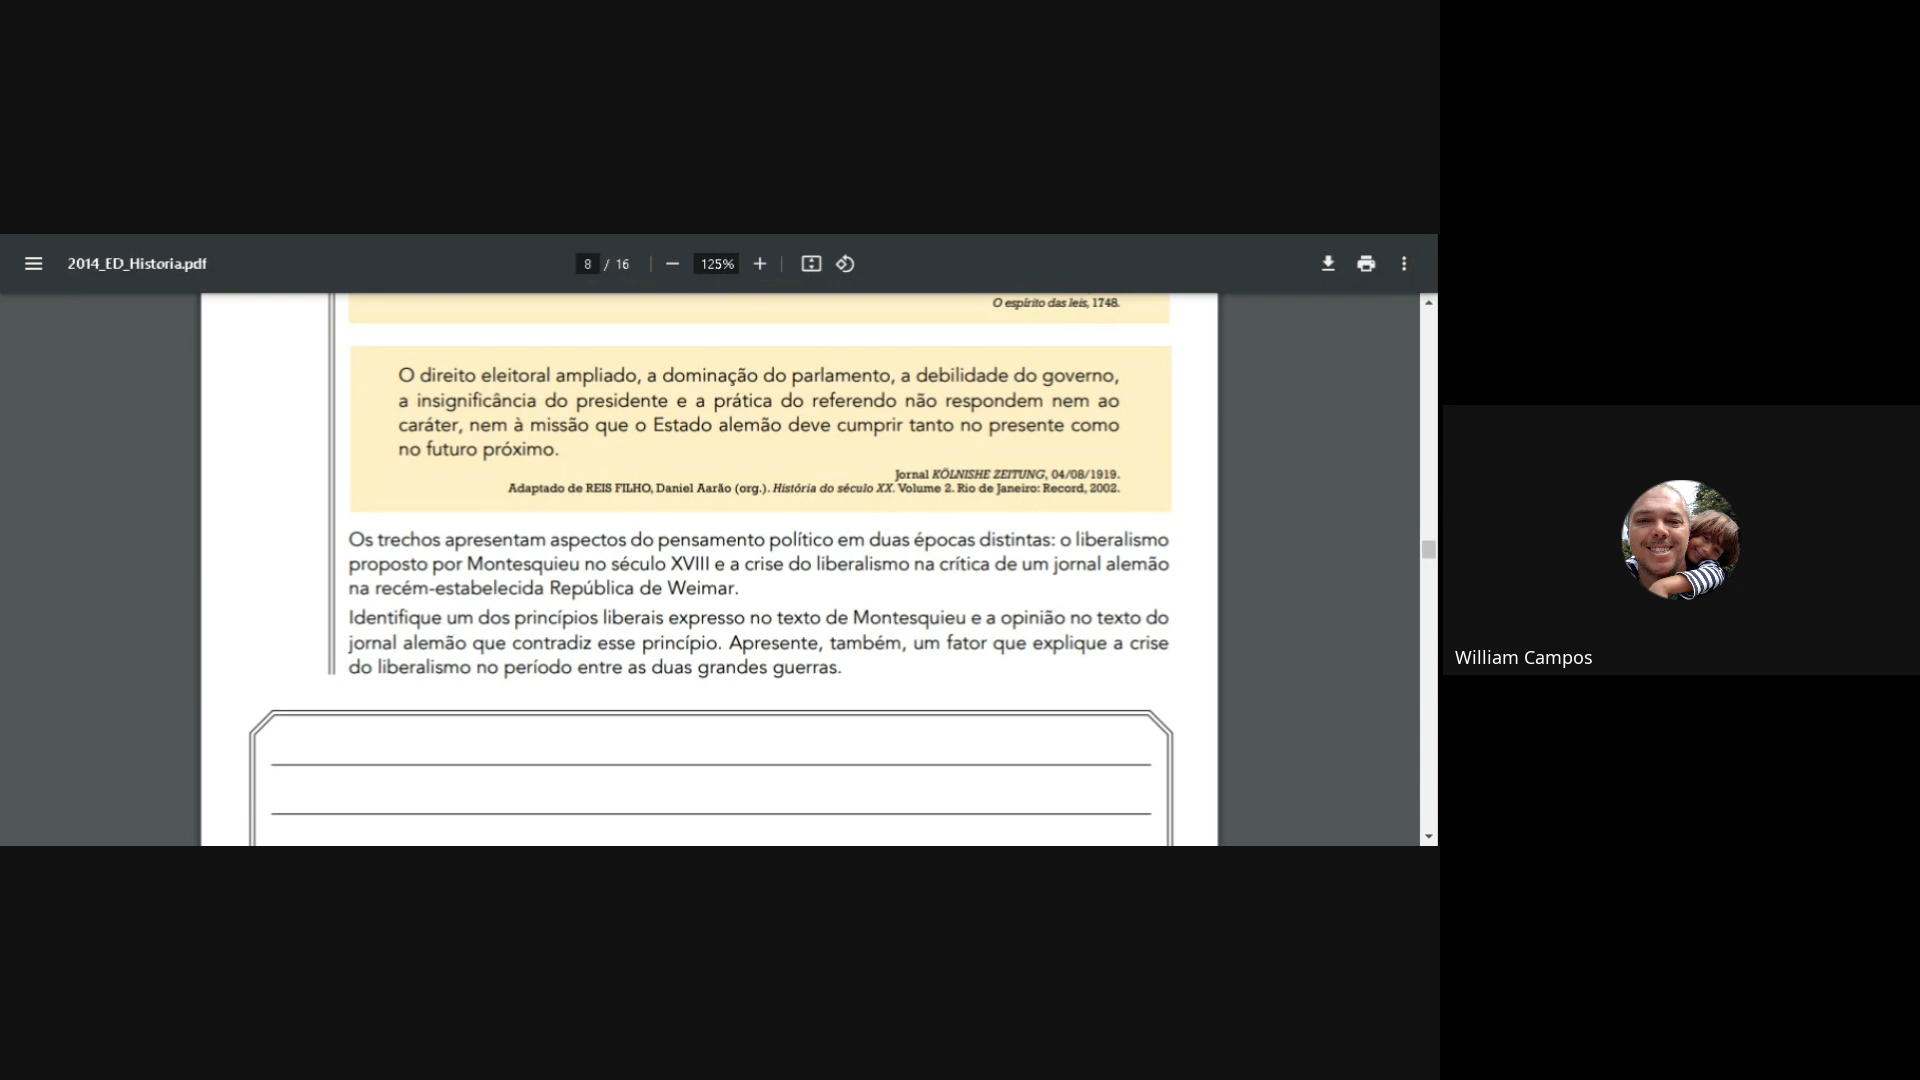 2014_ED_Historia.pdf
8 / 16
125%
O espírito das leis, 1748.
O direito eleitoral ampliado, a dominação do parlamento, a debilidade do governo,
a insignificância do presidente e a prática do referendo não respondem nem ao
caráter, nem à missão que o Estado alemão deve cumprir tanto no presente como
no futuro próximo.
Jornal KÖLNISHE ZEITUNG, 04/08/1919.
Adaptado de REIS FILHO, Daniel Aarão (org.). História do século XX. Volume 2. Rio de Janeiro: Record, 2002.
Os trechos apresentam aspectos do pensamento político em duas épocas distintas: o liberalismo
proposto por Montesquieu no século XVIII e a crise do liberalismo na crítica de um jornal alemão
na recém-estabelecida República de Weimar.
Identifique um dos princípios liberais expresso no texto de Montesquieu e a opinião no texto do
jornal alemão que contradiz esse princípio. Apresente, também, um fator que explique a crise
do liberalismo no período entre as duas grandes guerras.
William Campos